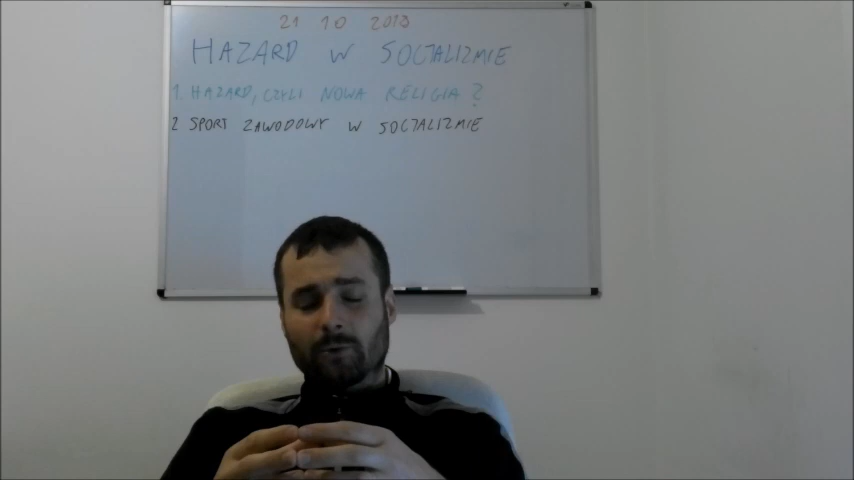 21 10 2013
HAZARD W SOCJALIZMIE
1. HAZARD, CZYLI NOWA RELIGIA?
2 SPORT ZAWODOWY W SOCJALIZMIE